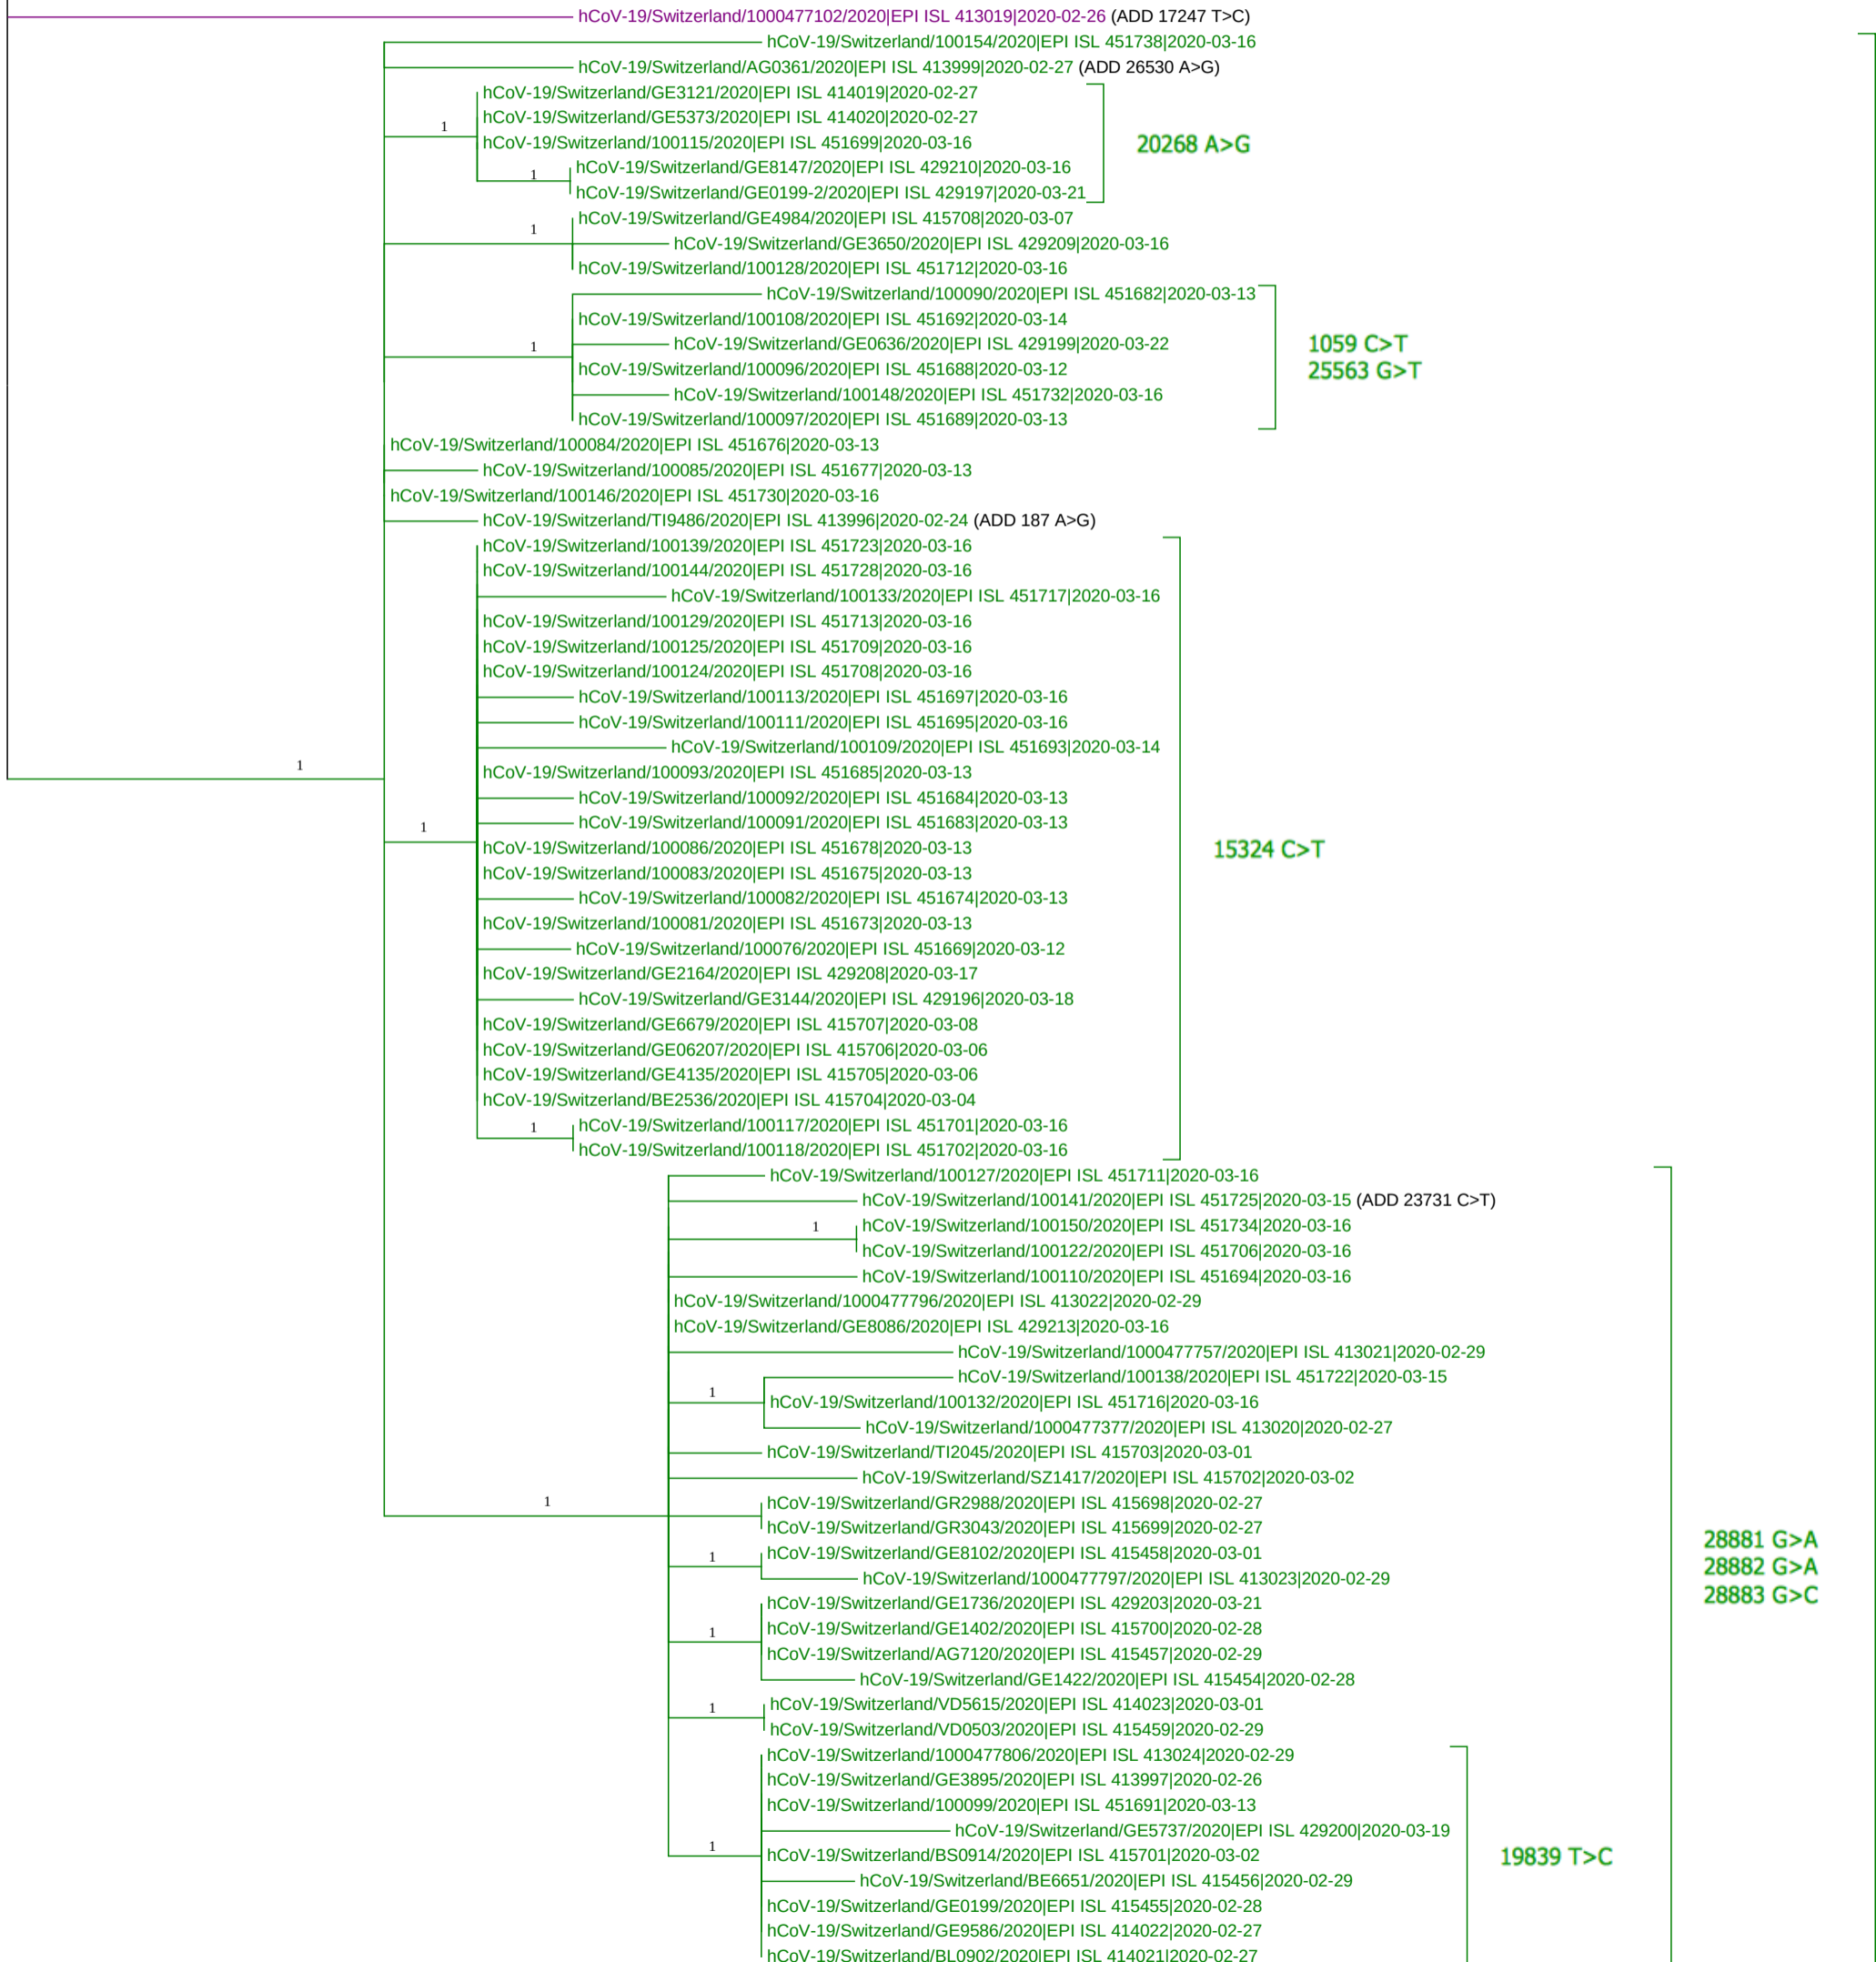 hCoV-19/Switzerland/1000477102/2020|EPI ISL 413019|2020-02-26 (ADD 17247 T>C)
hCoV-19/Switzerland/100154/2020|EPI ISL 451738|2020-03-16
hCoV-19/Switzerland/AG0361/2020|EPI ISL 413999|2020-02-27 (ADD 26530 A>G)
hCoV-19/Switzerland/GE3121/2020|EPI ISL 414019|2020-02-27
hCoV-19/Switzerland/GE5373/2020|EPI ISL 414020|2020-02-27
1
hCoV-19/Switzerland/100115/2020|EPI ISL 451699|2020-03-16
20268 A>G
hCoV-19/Switzerland/GE8147/2020|EPI ISL 429210|2020-03-16
1
hCoV-19/Switzerland/GE0199-2/2020|EPI ISL 429197|2020-03-21
hCoV-19/Switzerland/GE4984/2020|EPI ISL 415708|2020-03-07
1
hCoV-19/Switzerland/GE3650/2020|EPI ISL 429209|2020-03-16
hCoV-19/Switzerland/100128/2020|EPI ISL 451712|2020-03-16
hCoV-19/Switzerland/100090/2020|EPI ISL 451682|2020-03-13
hCoV-19/Switzerland/100108/2020|EPI ISL 451692|2020-03-14
1
hCoV-19/Switzerland/GE0636/2020|EPI ISL 429199|2020-03-22
1059 C>T
25563 G>T
hCoV-19/Switzerland/100096/2020|EPI ISL 451688|2020-03-12
hCoV-19/Switzerland/100148/2020|EPI ISL 451732|2020-03-16
hCoV-19/Switzerland/100097/2020|EPI ISL 451689|2020-03-13
hCoV-19/Switzerland/100084/2020|EPI ISL 451676|2020-03-13
hCoV-19/Switzerland/100085/2020|EPI ISL 451677|2020-03-13
hCoV-19/Switzerland/100146/2020|EPI ISL 451730|2020-03-16
hCoV-19/Switzerland/TI9486/2020|EPI ISL 413996|2020-02-24 (ADD 187 A>G)
hCoV-19/Switzerland/100139/2020|EPI ISL 451723|2020-03-16
hCoV-19/Switzerland/100144/2020|EPI ISL 451728|2020-03-16
hCoV-19/Switzerland/100133/2020|EPI ISL 451717|2020-03-16
hCoV-19/Switzerland/100129/2020|EPI ISL 451713|2020-03-16
hCoV-19/Switzerland/100125/2020|EPI ISL 451709|2020-03-16
hCoV-19/Switzerland/100124/2020|EPI ISL 451708|2020-03-16
hCoV-19/Switzerland/100113/2020|EPI ISL 451697|2020-03-16
hCoV-19/Switzerland/100111/2020|EPI ISL 451695|2020-03-16
hCoV-19/Switzerland/100109/2020|EPI ISL 451693|2020-03-14
1
hCoV-19/Switzerland/100093/2020|EPI ISL 451685|2020-03-13
hCoV-19/Switzerland/100092/2020|EPI ISL 451684|2020-03-13
hCoV-19/Switzerland/100091/2020|EPI ISL 451683|2020-03-13
1
hCoV-19/Switzerland/100086/2020|EPI ISL 451678|2020-03-13
15324 C>T
hCoV-19/Switzerland/100083/2020|EPI ISL 451675|2020-03-13
hCoV-19/Switzerland/100082/2020|EPI ISL 451674|2020-03-13
hCoV-19/Switzerland/100081/2020|EPI ISL 451673|2020-03-13
hCoV-19/Switzerland/100076/2020|EPI ISL 451669|2020-03-12
hCoV-19/Switzerland/GE2164/2020|EPI ISL 429208|2020-03-17
hCoV-19/Switzerland/GE3144/2020|EPI ISL 429196|2020-03-18
hCoV-19/Switzerland/GE6679/2020|EPI ISL 415707|2020-03-08
hCoV-19/Switzerland/GE06207/2020|EPI ISL 415706|2020-03-06
hCoV-19/Switzerland/GE4135/2020|EPI ISL 415705|2020-03-06
hCoV-19/Switzerland/BE2536/2020|EPI ISL 415704|2020-03-04
1
hCoV-19/Switzerland/100117/2020|EPI ISL 451701|2020-03-16
hCoV-19/Switzerland/100118/2020|EPI ISL 451702|2020-03-16
hCoV-19/Switzerland/100127/2020|EPI ISL 451711|2020-03-16
hCoV-19/Switzerland/100141/2020|EPI ISL 451725|2020-03-15 (ADD 23731 C>T)
1
hCoV-19/Switzerland/100150/2020|EPI ISL 451734|2020-03-16
hCoV-19/Switzerland/100122/2020|EPI ISL 451706|2020-03-16
hCoV-19/Switzerland/100110/2020|EPI ISL 451694|2020-03-16
hCoV-19/Switzerland/1000477796/2020|EPI ISL 413022|2020-02-29
hCoV-19/Switzerland/GE8086/2020|EPI ISL 429213|2020-03-16
hCoV-19/Switzerland/1000477757/2020|EPI ISL 413021|2020-02-29
hCoV-19/Switzerland/100138/2020|EPI ISL 451722|2020-03-15
1
hCoV-19/Switzerland/100132/2020|EPI ISL 451716|2020-03-16
hCoV-19/Switzerland/1000477377/2020|EPI ISL 413020|2020-02-27
hCoV-19/Switzerland/TI2045/2020|EPI ISL 415703|2020-03-01
hCoV-19/Switzerland/SZ1417/2020|EPI ISL 415702|2020-03-02
1
hCoV-19/Switzerland/GR2988/2020|EPI ISL 415698|2020-02-27
hCoV-19/Switzerland/GR3043/2020|EPI ISL 415699|2020-02-27
28881 G>A
28882 G>A
28883 G>C
1
hCoV-19/Switzerland/GE8102/2020|EPI ISL 415458|2020-03-01
hCoV-19/Switzerland/1000477797/2020|EPI ISL 413023|2020-02-29
hCoV-19/Switzerland/GE1736/2020|EPI ISL 429203|2020-03-21
1
hCoV-19/Switzerland/GE1402/2020|EPI ISL 415700|2020-02-28
hCoV-19/Switzerland/AG7120/2020|EPI ISL 415457|2020-02-29
hCoV-19/Switzerland/GE1422/2020|EPI ISL 415454|2020-02-28
1
hCoV-19/Switzerland/VD5615/2020|EPI ISL 414023|2020-03-01
hCoV-19/Switzerland/VD0503/2020|EPI ISL 415459|2020-02-29
hCoV-19/Switzerland/1000477806/2020|EPI ISL 413024|2020-02-29
hCoV-19/Switzerland/GE3895/2020|EPI ISL 413997|2020-02-26
hCoV-19/Switzerland/100099/2020|EPI ISL 451691|2020-03-13
hCoV-19/Switzerland/GE5737/2020|EPI ISL 429200|2020-03-19
1
hCoV-19/Switzerland/BS0914/2020|EPI ISL 415701|2020-03-02
19839 T>C
hCoV-19/Switzerland/BE6651/2020|EPI ISL 415456|2020-02-29
hCoV-19/Switzerland/GE0199/2020|EPI ISL 415455|2020-02-28
hCoV-19/Switzerland/GE9586/2020|EPI ISL 414022|2020-02-27
hCoV-19/Switzerland/BL0902/2020|EPI ISL 414021|2020-02-27